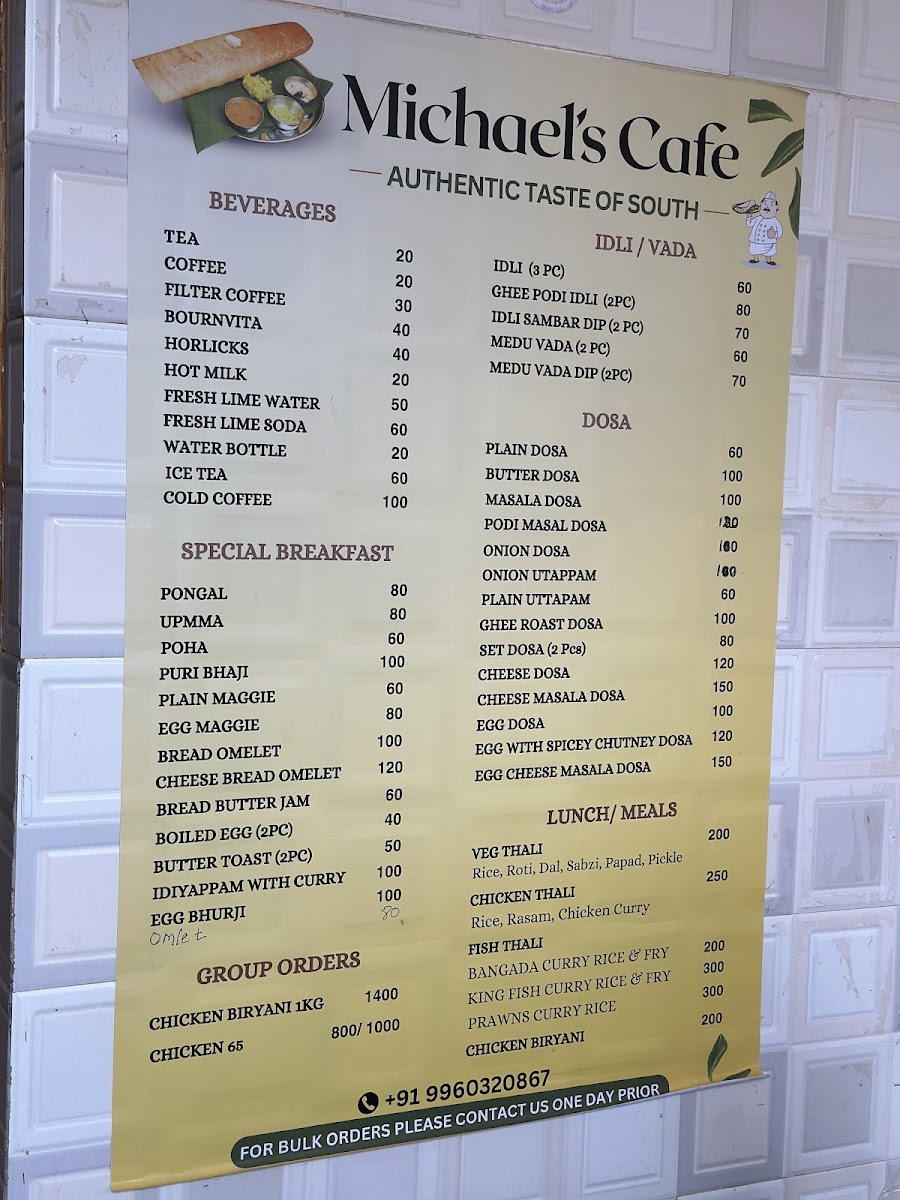 Michael's Cafe
AUTHENTIC TASTE OF SOUTH
BEVERAGES
TEA 20
COFFEE 20
FILTER COFFEE 30
BOURNVITA 40
HORLICKS 40
HOT MILK 20
FRESH LIME WATER 50
FRESH LIME SODA 60
WATER BOTTLE 20
ICE TEA 60
COLD COFFEE 100
SPECIAL BREAKFAST
PONGAL 80
UPMMA 80
POHA 60
PURI BHAJI 100
PLAIN MAGGIE 60
EGG MAGGIE 80
BREAD OMELET 100
CHEESE BREAD OMELET 120
BREAD BUTTER JAM 60
BOILED EGG (2PC) 40
BUTTER TOAST (2PC) 50
IDIYAPPAM WITH CURRY 100
EGG BHURJI 100
Omlet 80
GROUP ORDERS
CHICKEN BIRYANI 1KG 1400
CHICKEN 65 800/ 1000
IDLI / VADA
IDLI (3 PC) 60
GHEE PODI IDLI (2PC) 80
IDLI SAMBAR DIP (2 PC) 70
MEDU VADA (2 PC) 60
MEDU VADA DIP (2PC) 70
DOSA
PLAIN DOSA 60
BUTTER DOSA 100
MASALA DOSA 100
PODI MASAL DOSA
ONION DOSA
ONION UTAPPAM
PLAIN UTTAPAM 60
GHEE ROAST DOSA 100
SET DOSA (2 Pcs) 80
CHEESE DOSA 120
CHEESE MASALA DOSA 150
EGG DOSA 100
EGG WITH SPICEY CHUTNEY DOSA 120
EGG CHEESE MASALA DOSA 150
LUNCH/ MEALS
VEG THALI 200
Rice, Roti, Dal, Sabzi, Papad, Pickle
CHICKEN THALI 250
Rice, Rasam, Chicken Curry
FISH THALI
BANGADA CURRY RICE & FRY 200
KING FISH CURRY RICE & FRY 300
PRAWNS CURRY RICE 300
CHICKEN BIRYANI 200
+91 9960320867
FOR BULK ORDERS PLEASE CONTACT US ONE DAY PRIOR